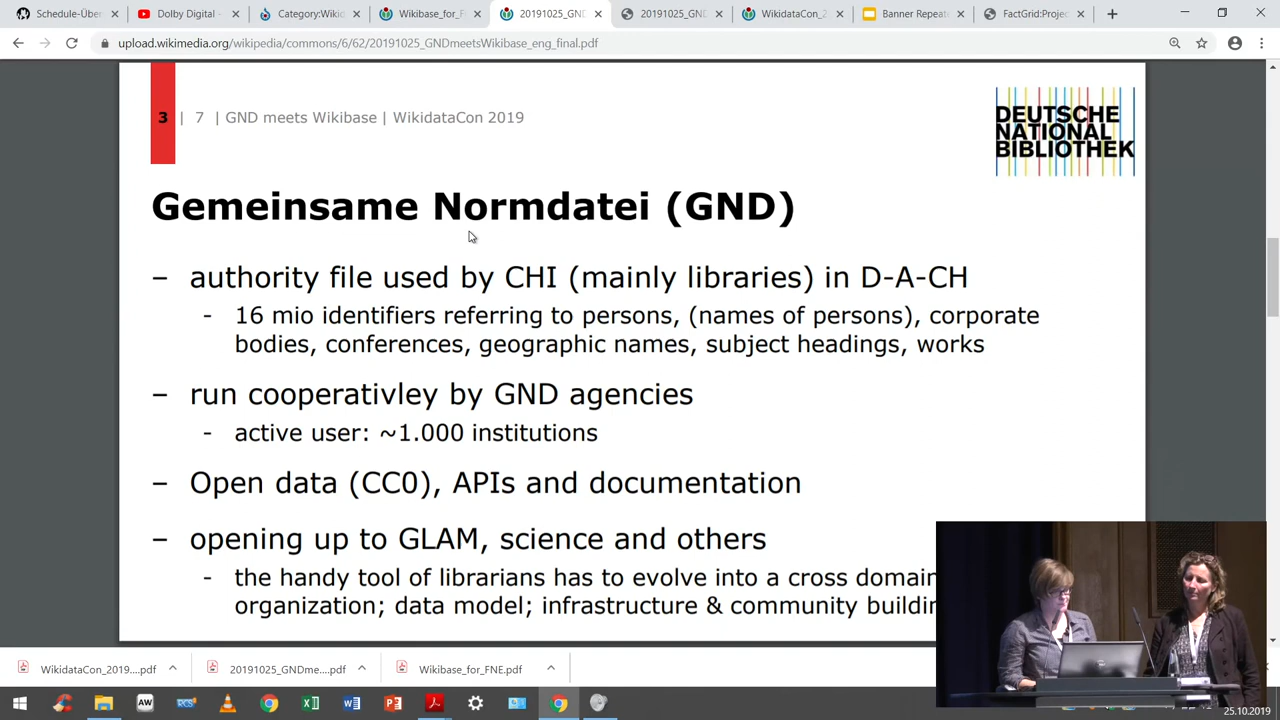 Schedule-Über
Dolby Digital -
Category:Wikid
Wikibase_for_F
20191025_GND
20191025_GND
WikidataCon_2
Banner Repeate
FactGrid:Projec
upload.wikimedia.org/wikipedia/commons/6/62/20191025_GNDmeetsWikibase_eng_final.pdf
3 | 7 | GND meets Wikibase | WikidataCon 2019
DEUTSCHE
NATIONAL
BIBLIOTHEK
Gemeinsame Normdatei (GND)
– authority file used by CHI (mainly libraries) in D-A-CH
- 16 mio identifiers referring to persons, (names of persons), corporate
bodies, conferences, geographic names, subject headings, works
– run cooperativley by GND agencies
- active user: ~1.000 institutions
– Open data (CC0), APIs and documentation
– opening up to GLAM, science and others
- the handy tool of librarians has to evolve into a cross domain
organization; data model; infrastructure & community buildin
WikidataCon_2019....pdf
20191025_GNDme....pdf
Wikibase_for_FNE.pdf
AW
25.10.2019